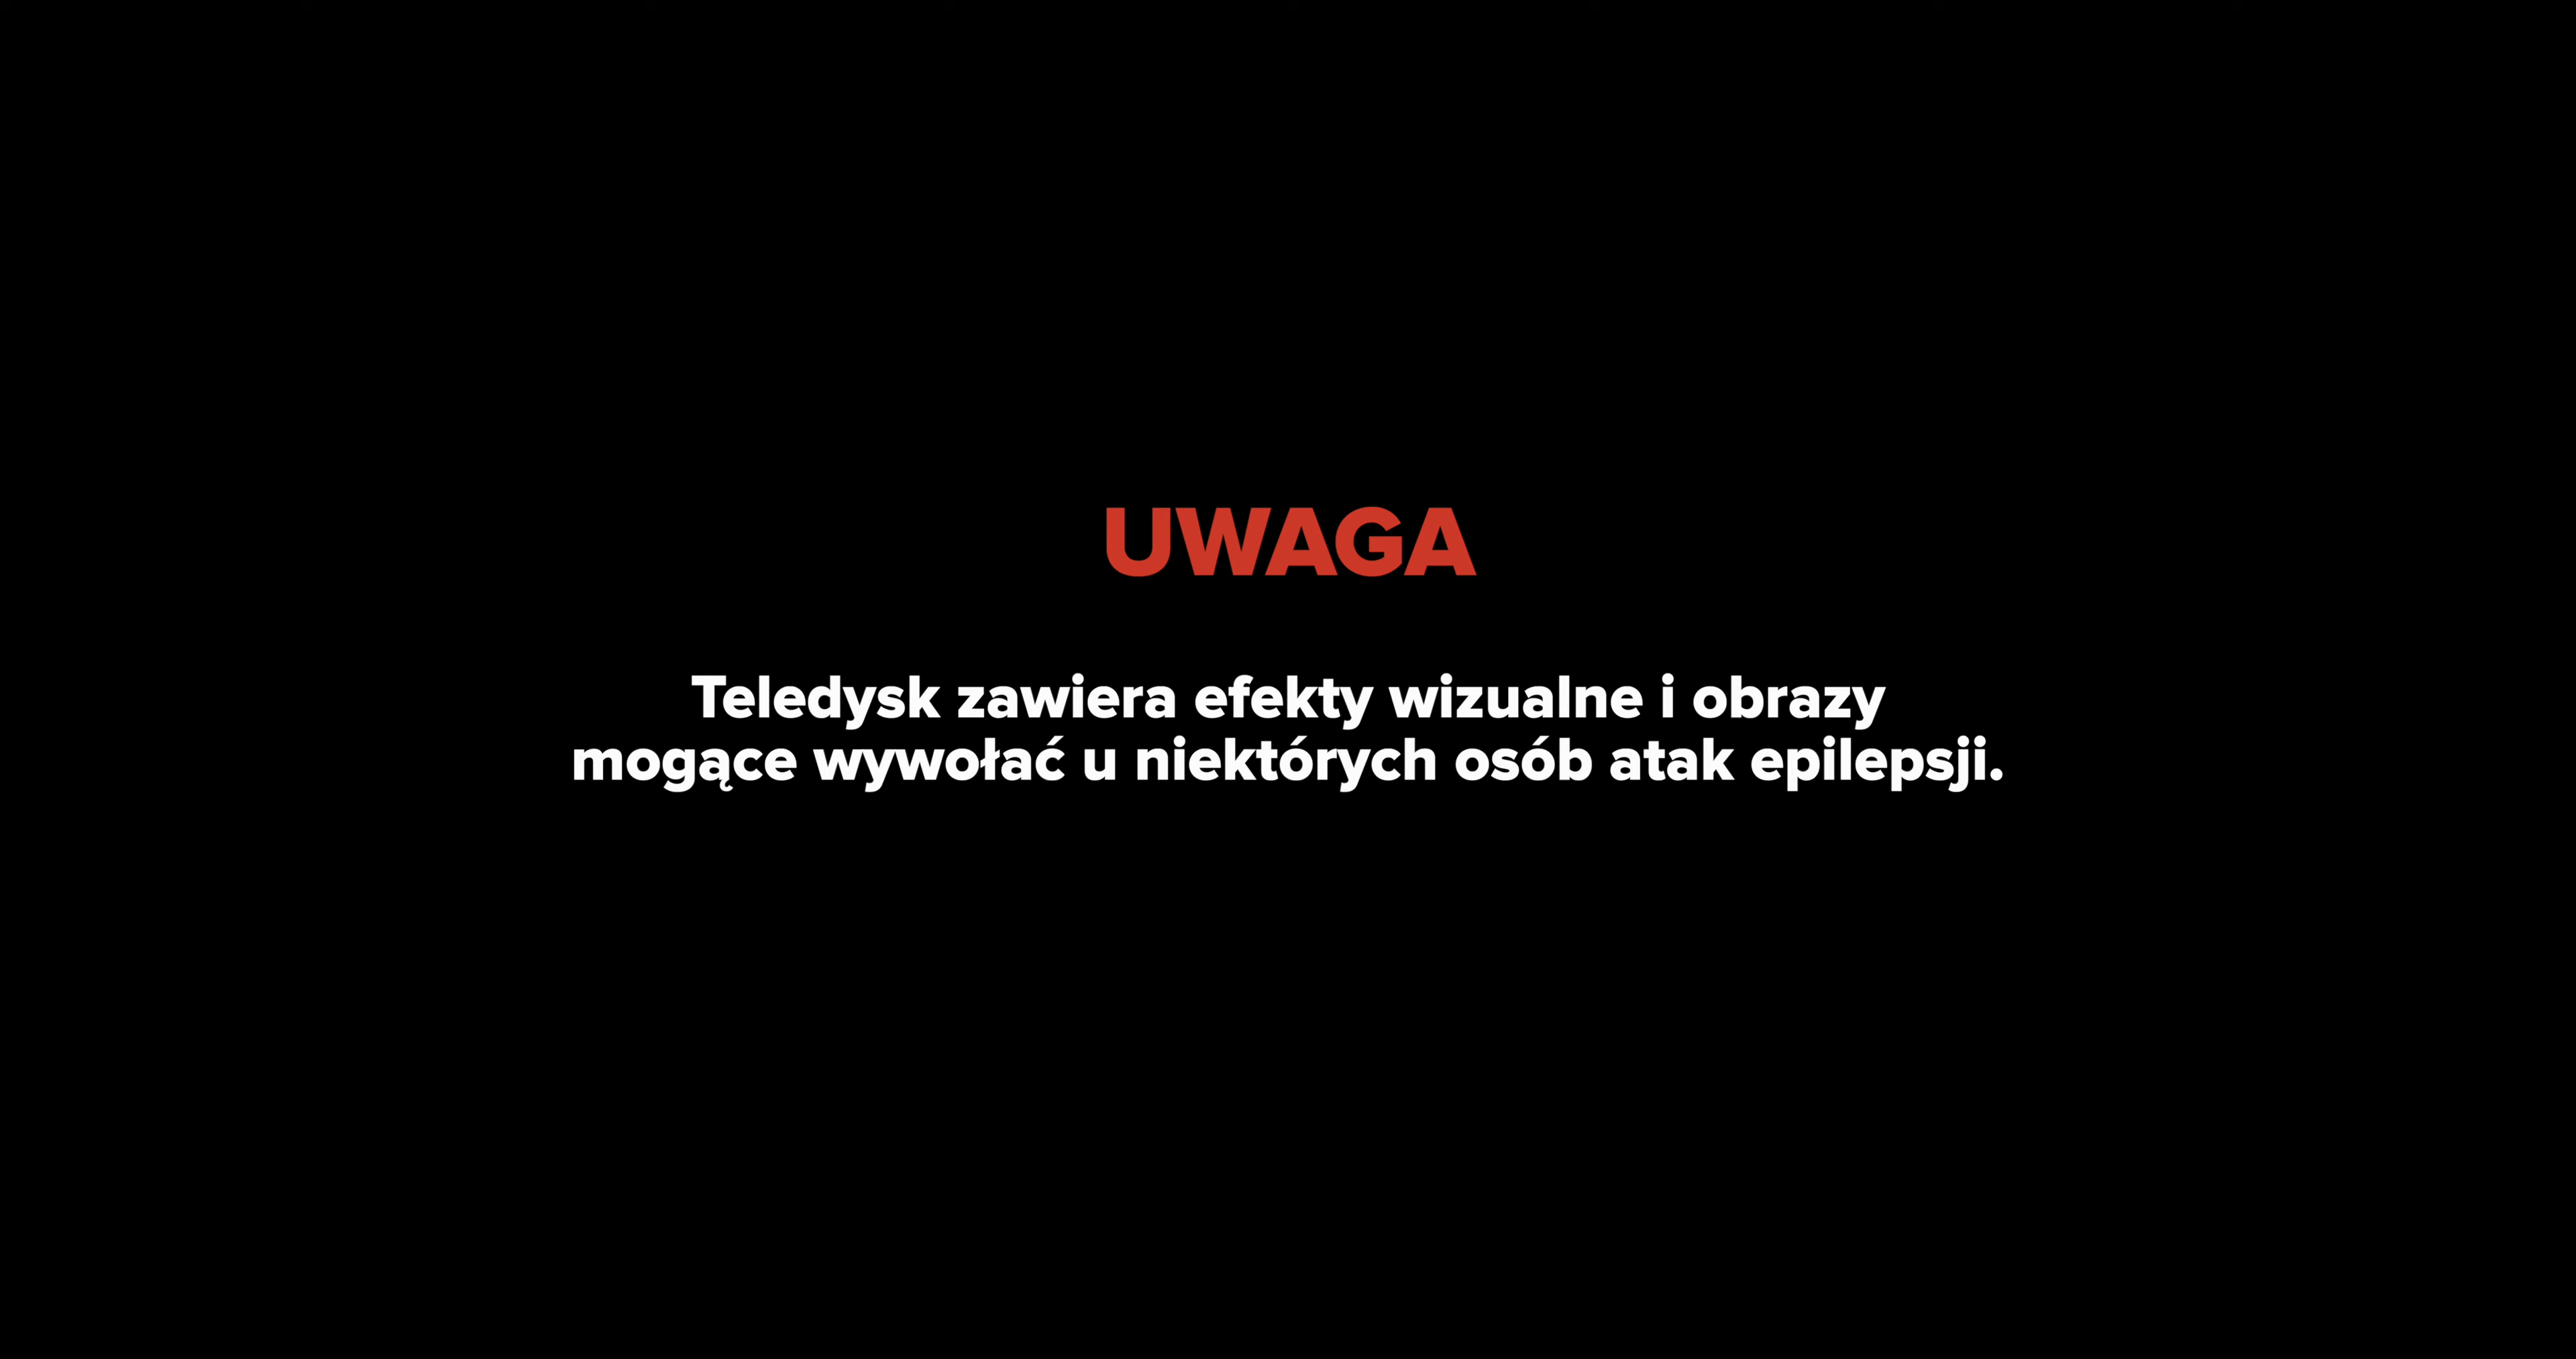 UWAGA
Teledysk zawiera efekty wizualne i obrazy
mogące wywołać u niektórych osób atak epilepsji.